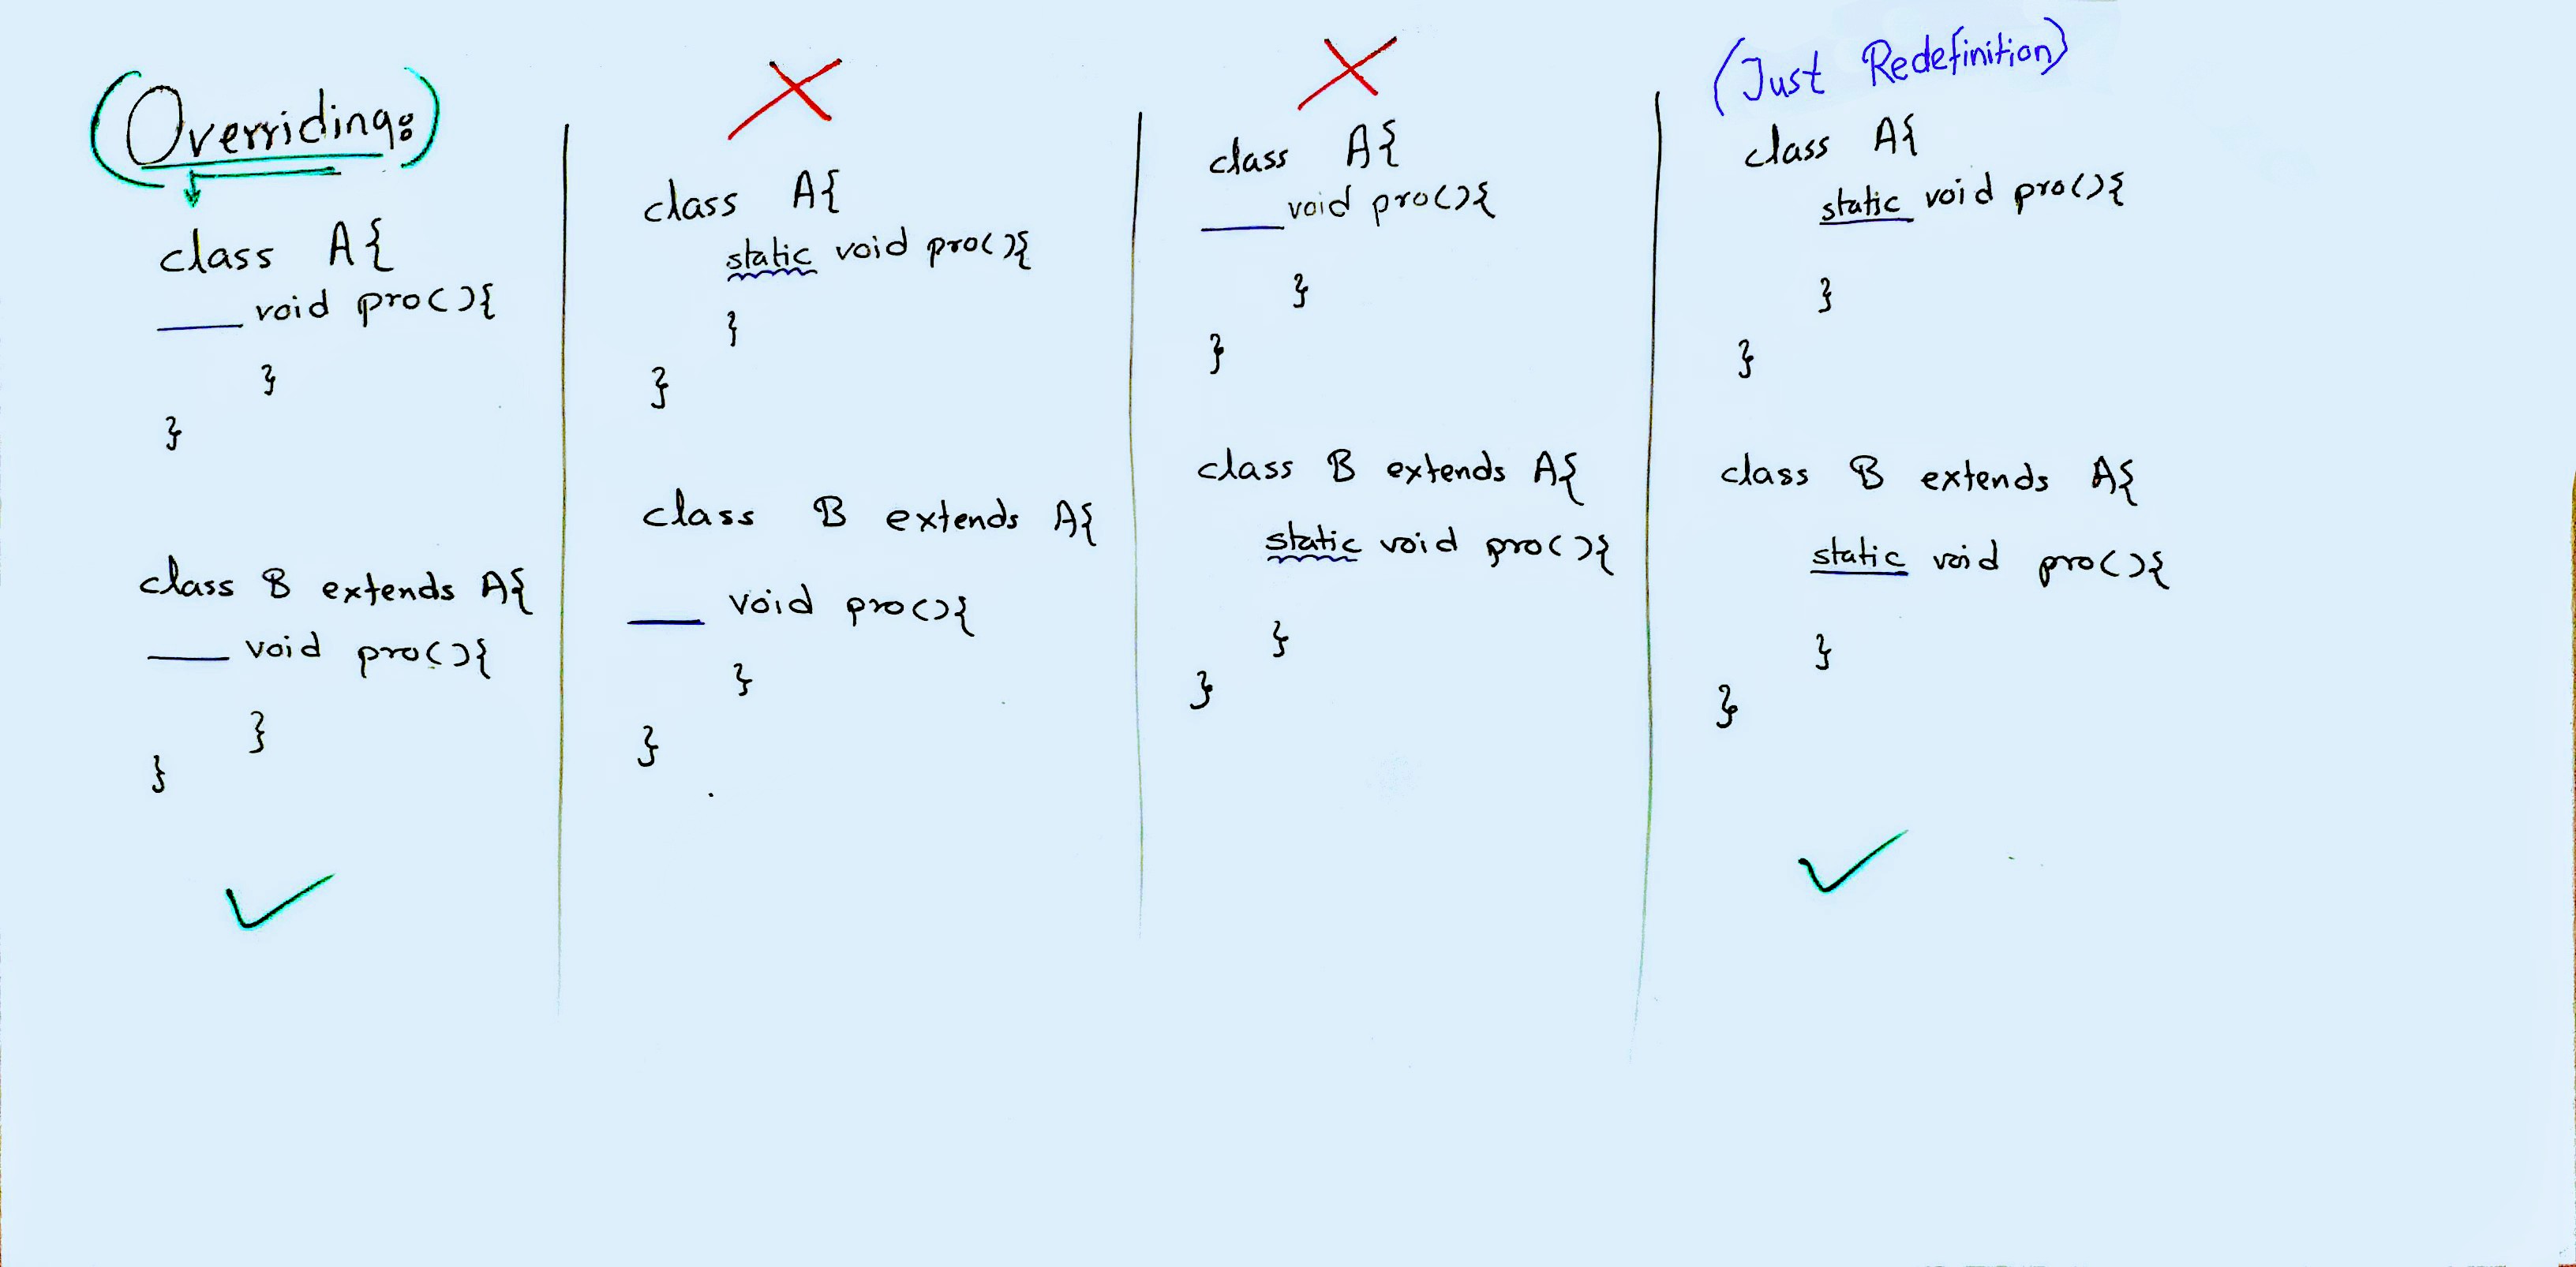 (Overriding:)
class A{
___ void pro(){
}
}
class B extends A{
___ void pro(){
}
}
class A{
static void pro(){
}
}
class B extends A{
___ void pro(){
}
}
class A{
___ void pro(){
}
}
class B extends A{
static void pro(){
}
}
(Just Redefinition)
class A{
static void pro(){
}
}
class B extends A{
static void pro(){
}
}